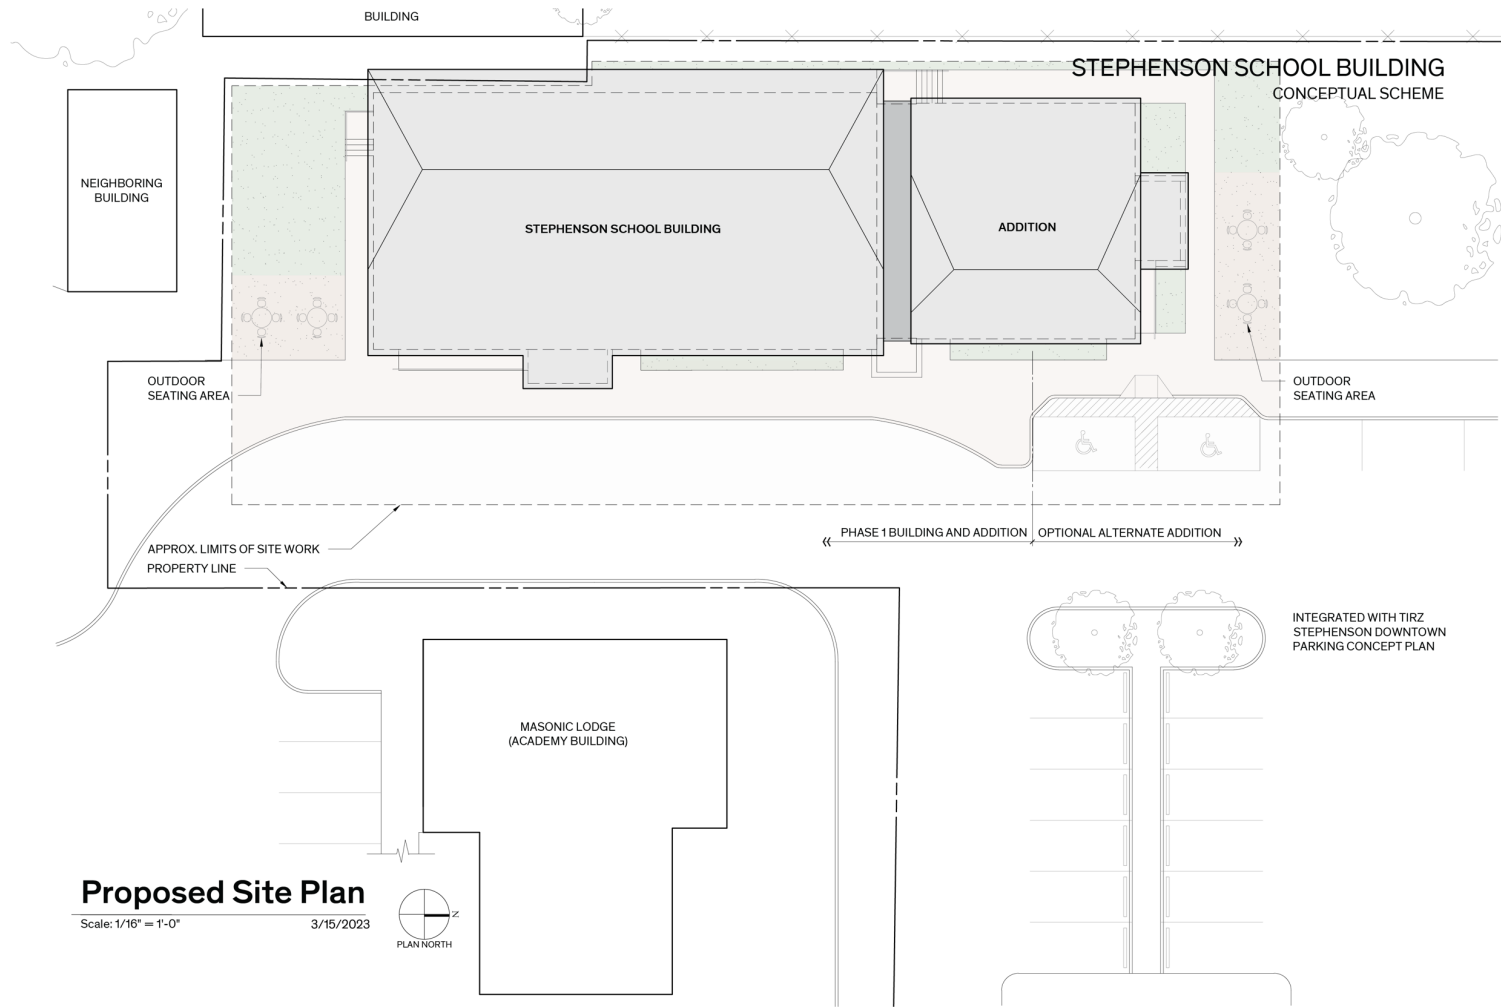 BUILDING
STEPHENSON SCHOOL BUILDING
CONCEPTUAL SCHEME
NEIGHBORING
BUILDING
STEPHENSON SCHOOL BUILDING
ADDITION
OUTDOOR
SEATING AREA
OUTDOOR
SEATING AREA
PHASE 1 BUILDING AND ADDITION
OPTIONAL ALTERNATE ADDITION
APPROX. LIMITS OF SITE WORK
PROPERTY LINE
INTEGRATED WITH TIRZ
STEPHENSON DOWNTOWN
PARKING CONCEPT PLAN
MASONIC LODGE
(ACADEMY BUILDING)
Proposed Site Plan
Scale: 1/16" = 1'-0"
3/15/2023
N
PLAN NORTH